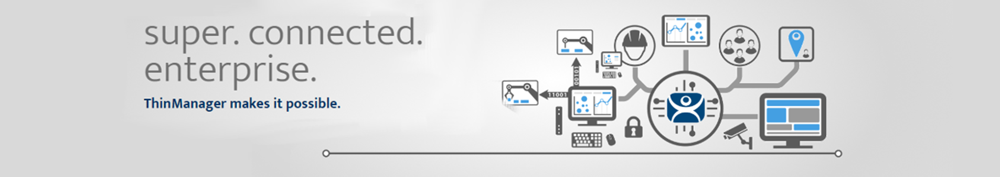 super. connected.
enterprise.
ThinManager makes it possible.
00101
11001